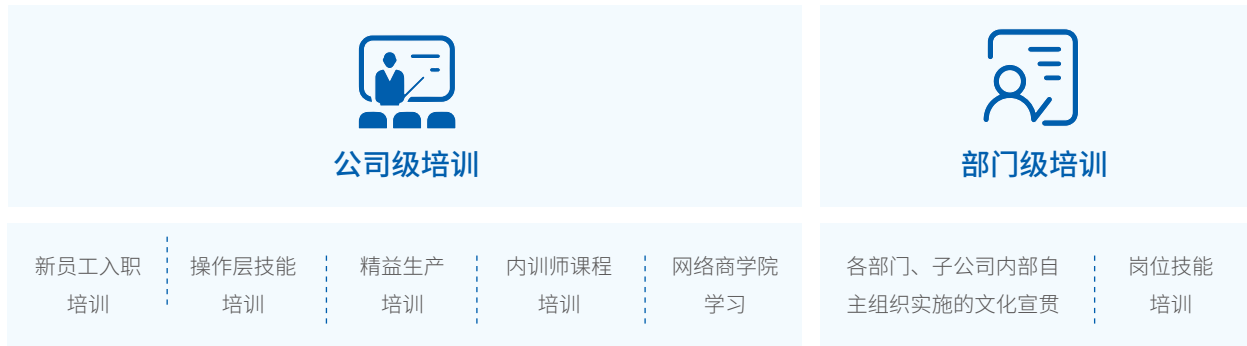 公司级培训
部门级培训
新员工入职
培训
操作层技能
培训
精益生产
培训
内训师课程
培训
网络商学院
学习
各部门、子公司内部自
主组织实施的文化宣贯
岗位技能
培训